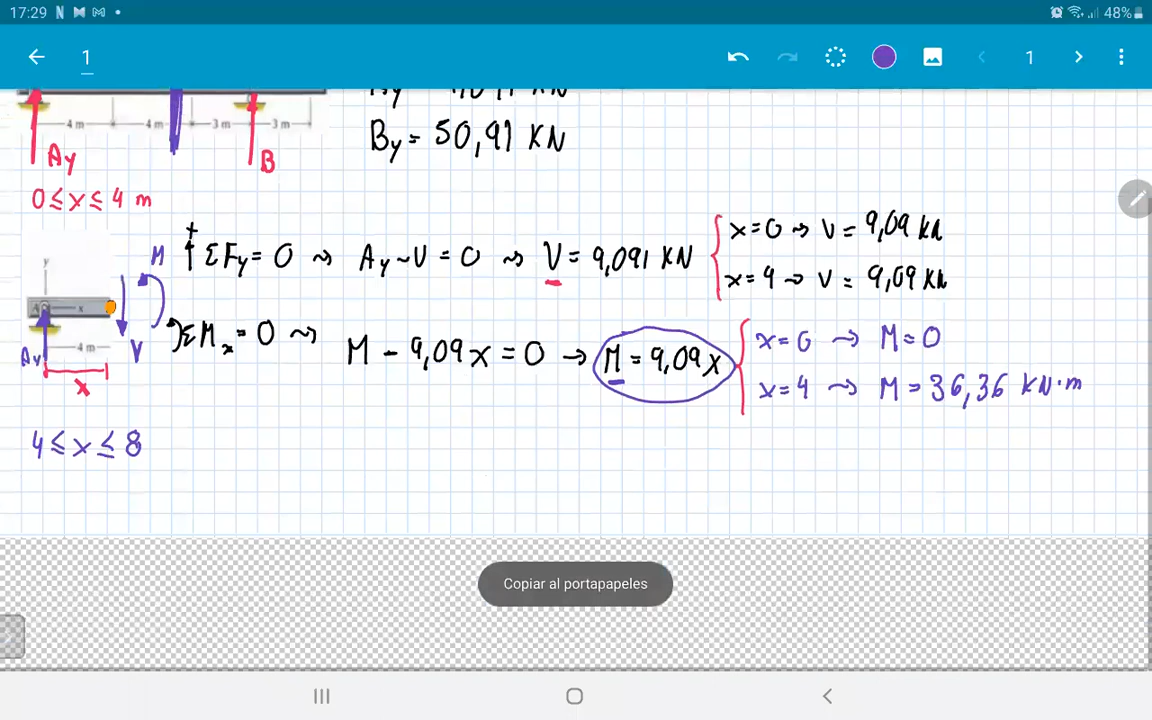 17:29 N 48%
1 1
4 m 4 m 3 m 3 m
By = 50,91 KN
Ay B
0 ≤ x ≤ 4 m
+
↑ ΣFy = 0 ⇝ Ay - V = 0 ⇝ V = 9,091 KN
x=0 ⇝ V = 9,09 kN
x=4 ⇝ V = 9,09 kN
y
M
A x
4 m
Ay V
x
ΣMx = 0 ⇝ M - 9,09x = 0 → M = 9,09x
x=0 → M=0
x=4 ⇝ M = 36,36 KN·m
4 ≤ x ≤ 8
Copiar al portapapeles